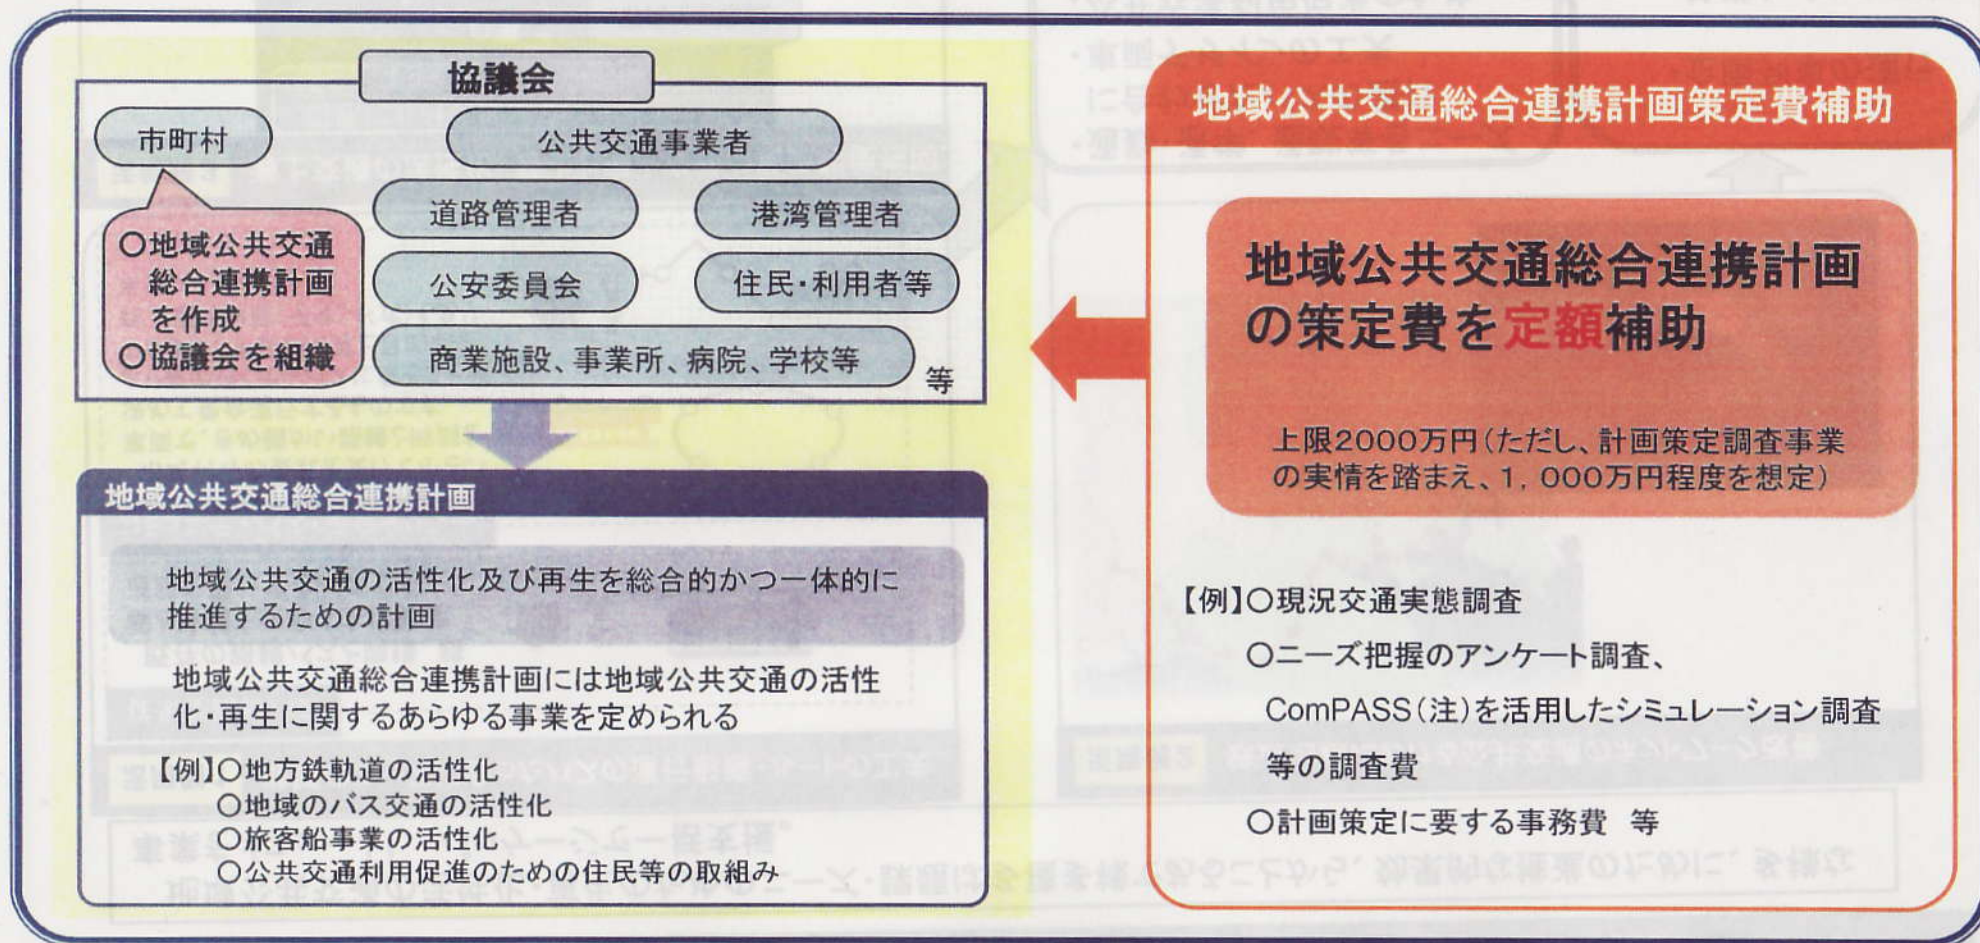 協議会
市町村
公共交通事業者
道路管理者
港湾管理者
〇地域公共交通
総合連携計画
を作成
〇協議会を組織
公安委員会
住民・利用者等
商業施設、事業所、病院、学校等
等
地域公共交通総合連携計画
地域公共交通の活性化及び再生を総合的かつ一体的に
推進するための計画
地域公共交通総合連携計画には地域公共交通の活性
化・再生に関するあらゆる事業を定められる
【例】〇地方鉄軌道の活性化
〇地域のバス交通の活性化
〇旅客船事業の活性化
〇公共交通利用促進のための住民等の取組み
地域公共交通総合連携計画策定費補助
地域公共交通総合連携計画
の策定費を定額補助
上限2000万円(ただし、計画策定調査事業
の実情を踏まえ、1,000万円程度を想定)
【例】〇現況交通実態調査
〇ニーズ把握のアンケート調査、
ComPASS(注)を活用したシミュレーション調査
等の調査費
〇計画策定に要する事務費 等